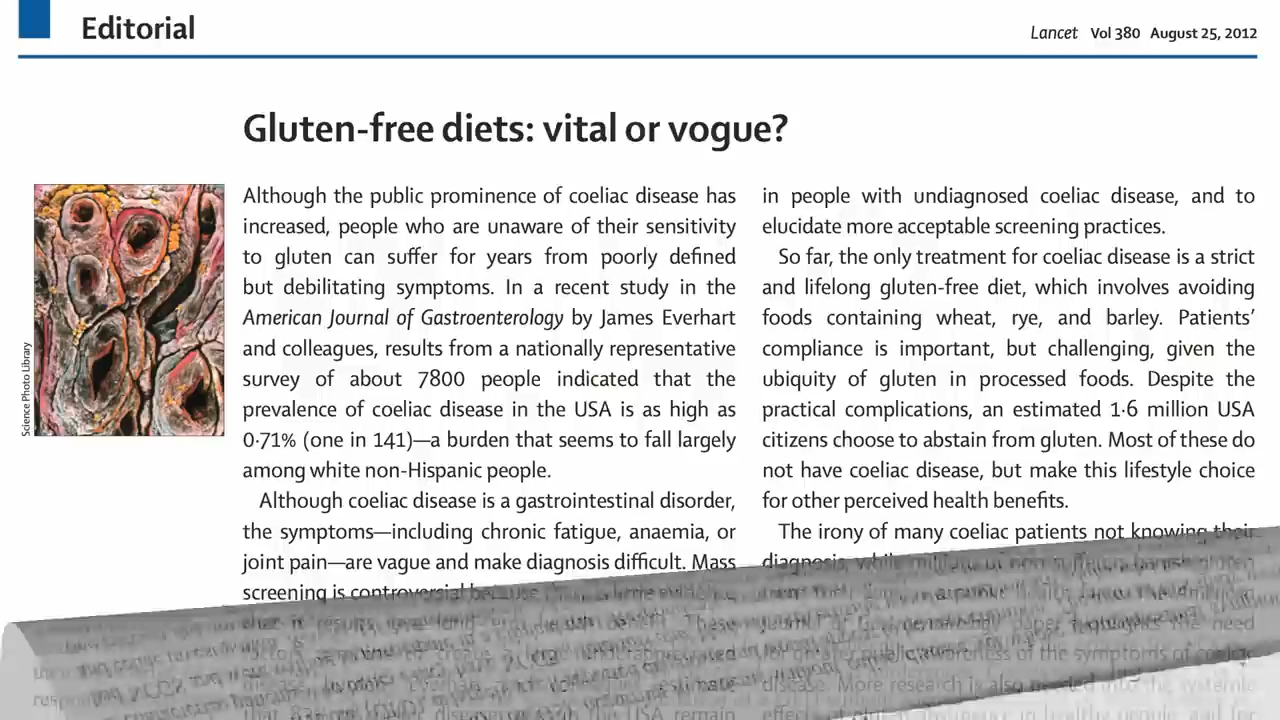 Editorial
Lancet Vol 380 August 25, 2012
Gluten-free diets: vital or vogue?
Science Photo Library
Although the public prominence of coeliac disease has
increased, people who are unaware of their sensitivity
to gluten can suffer for years from poorly defined
but debilitating symptoms. In a recent study in the
American Journal of Gastroenterology by James Everhart
and colleagues, results from a nationally representative
survey of about 7800 people indicated that the
prevalence of coeliac disease in the USA is as high as
0·71% (one in 141)—a burden that seems to fall largely
among white non-Hispanic people.
Although coeliac disease is a gastrointestinal disorder,
the symptoms—including chronic fatigue, anaemia, or
joint pain—are vague and make diagnosis difficult. Mass
screening is controversial because
the USA remain
in people with undiagnosed coeliac disease, and to
elucidate more acceptable screening practices.
So far, the only treatment for coeliac disease is a strict
and lifelong gluten-free diet, which involves avoiding
foods containing wheat, rye, and barley. Patients’
compliance is important, but challenging, given the
ubiquity of gluten in processed foods. Despite the
practical complications, an estimated 1·6 million USA
citizens choose to abstain from gluten. Most of these do
not have coeliac disease, but make this lifestyle choice
for other perceived health benefits.
The irony of many coeliac patients not knowing their
diagnosis, while
the need
for greater public awareness of the symptoms of coeliac
disease. More research is also needed into the systemic